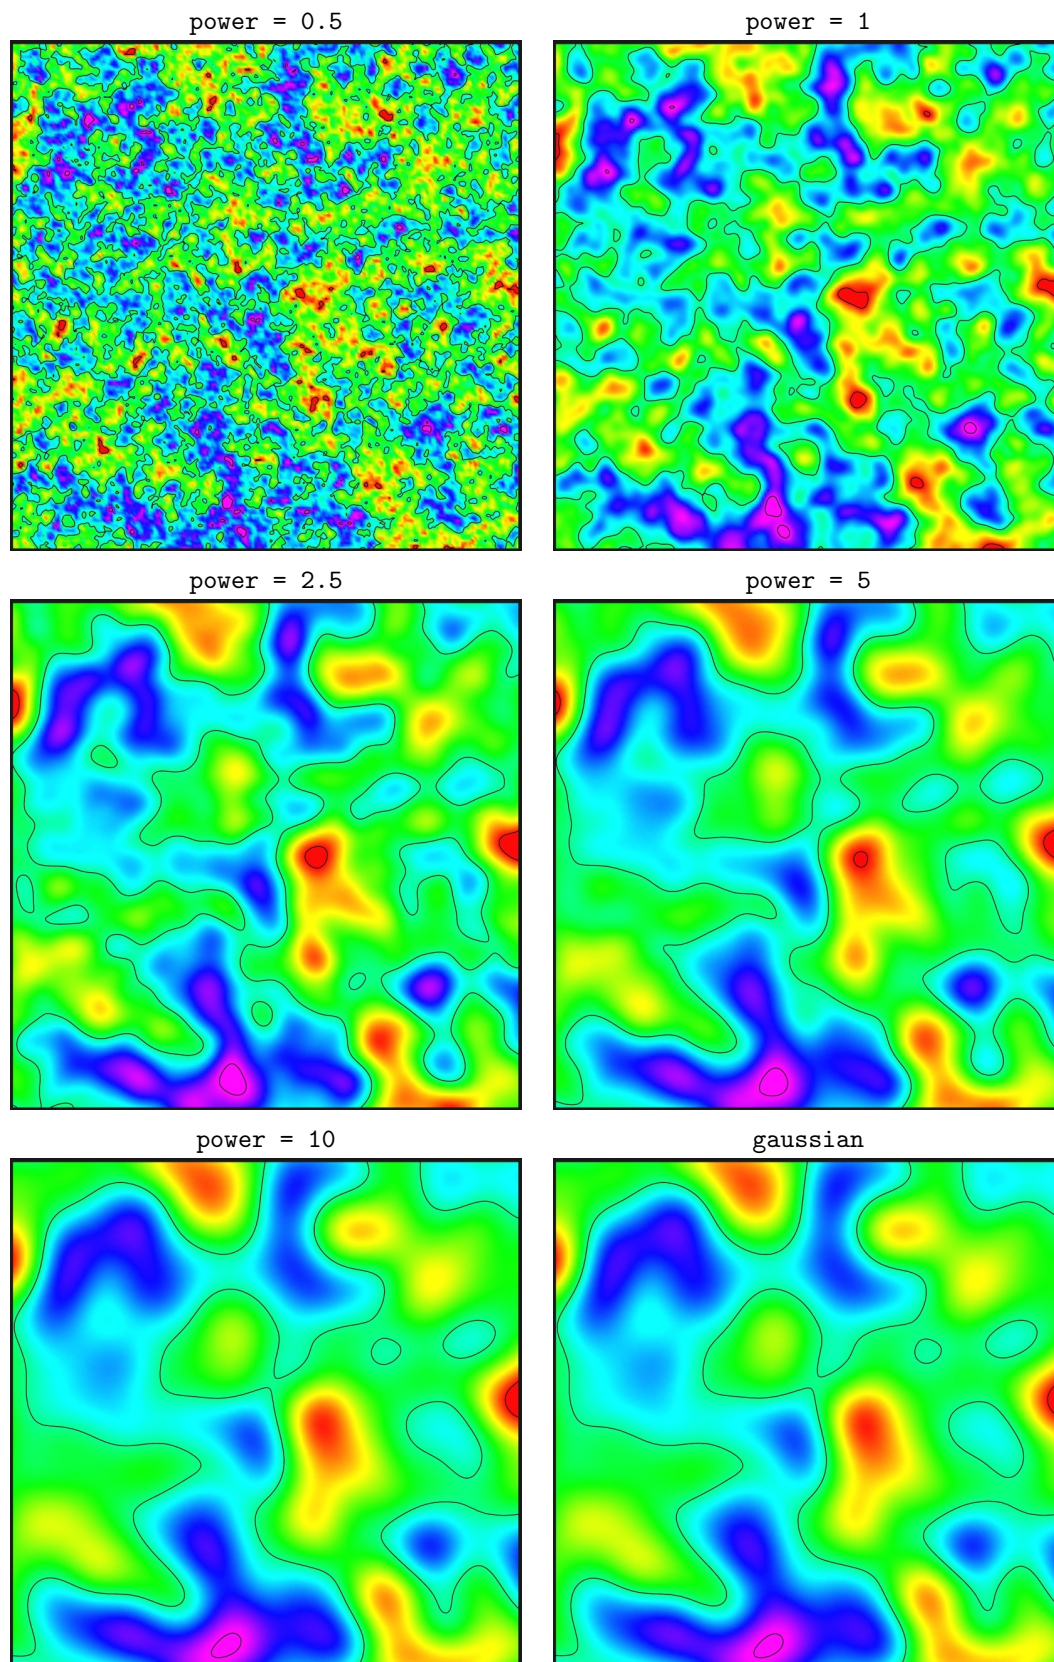 power = 0.5
power = 1
power = 2.5
power = 5
power = 10
gaussian